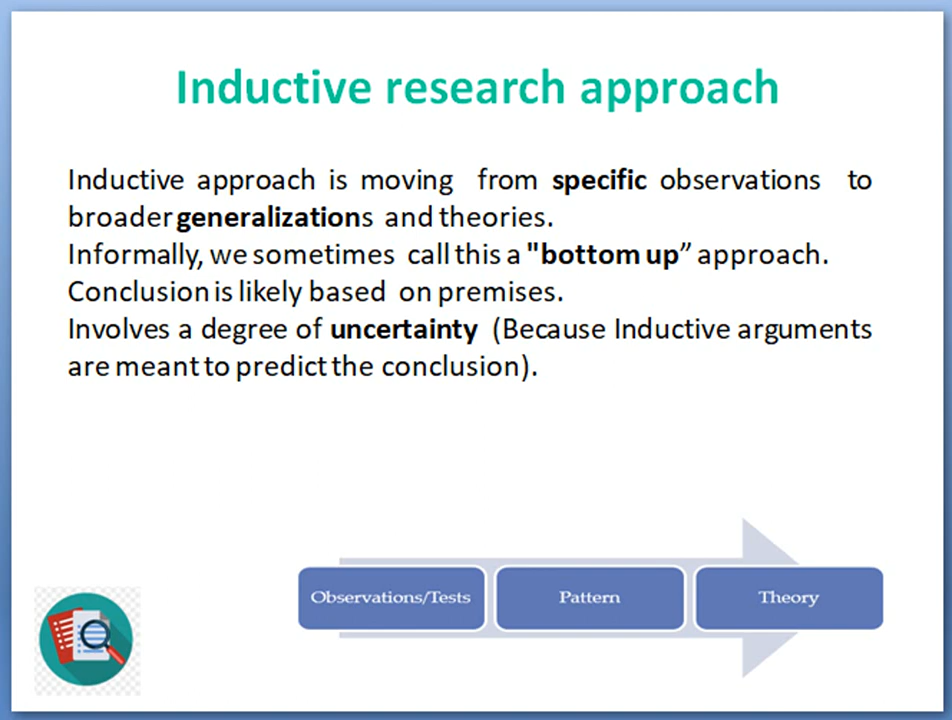 Inductive research approach
Inductive approach is moving from specific observations to
broader generalizations and theories.
Informally, we sometimes call this a "bottom up” approach.
Conclusion is likely based on premises.
Involves a degree of uncertainty (Because Inductive arguments
are meant to predict the conclusion).
Observations/Tests
Pattern
Theory